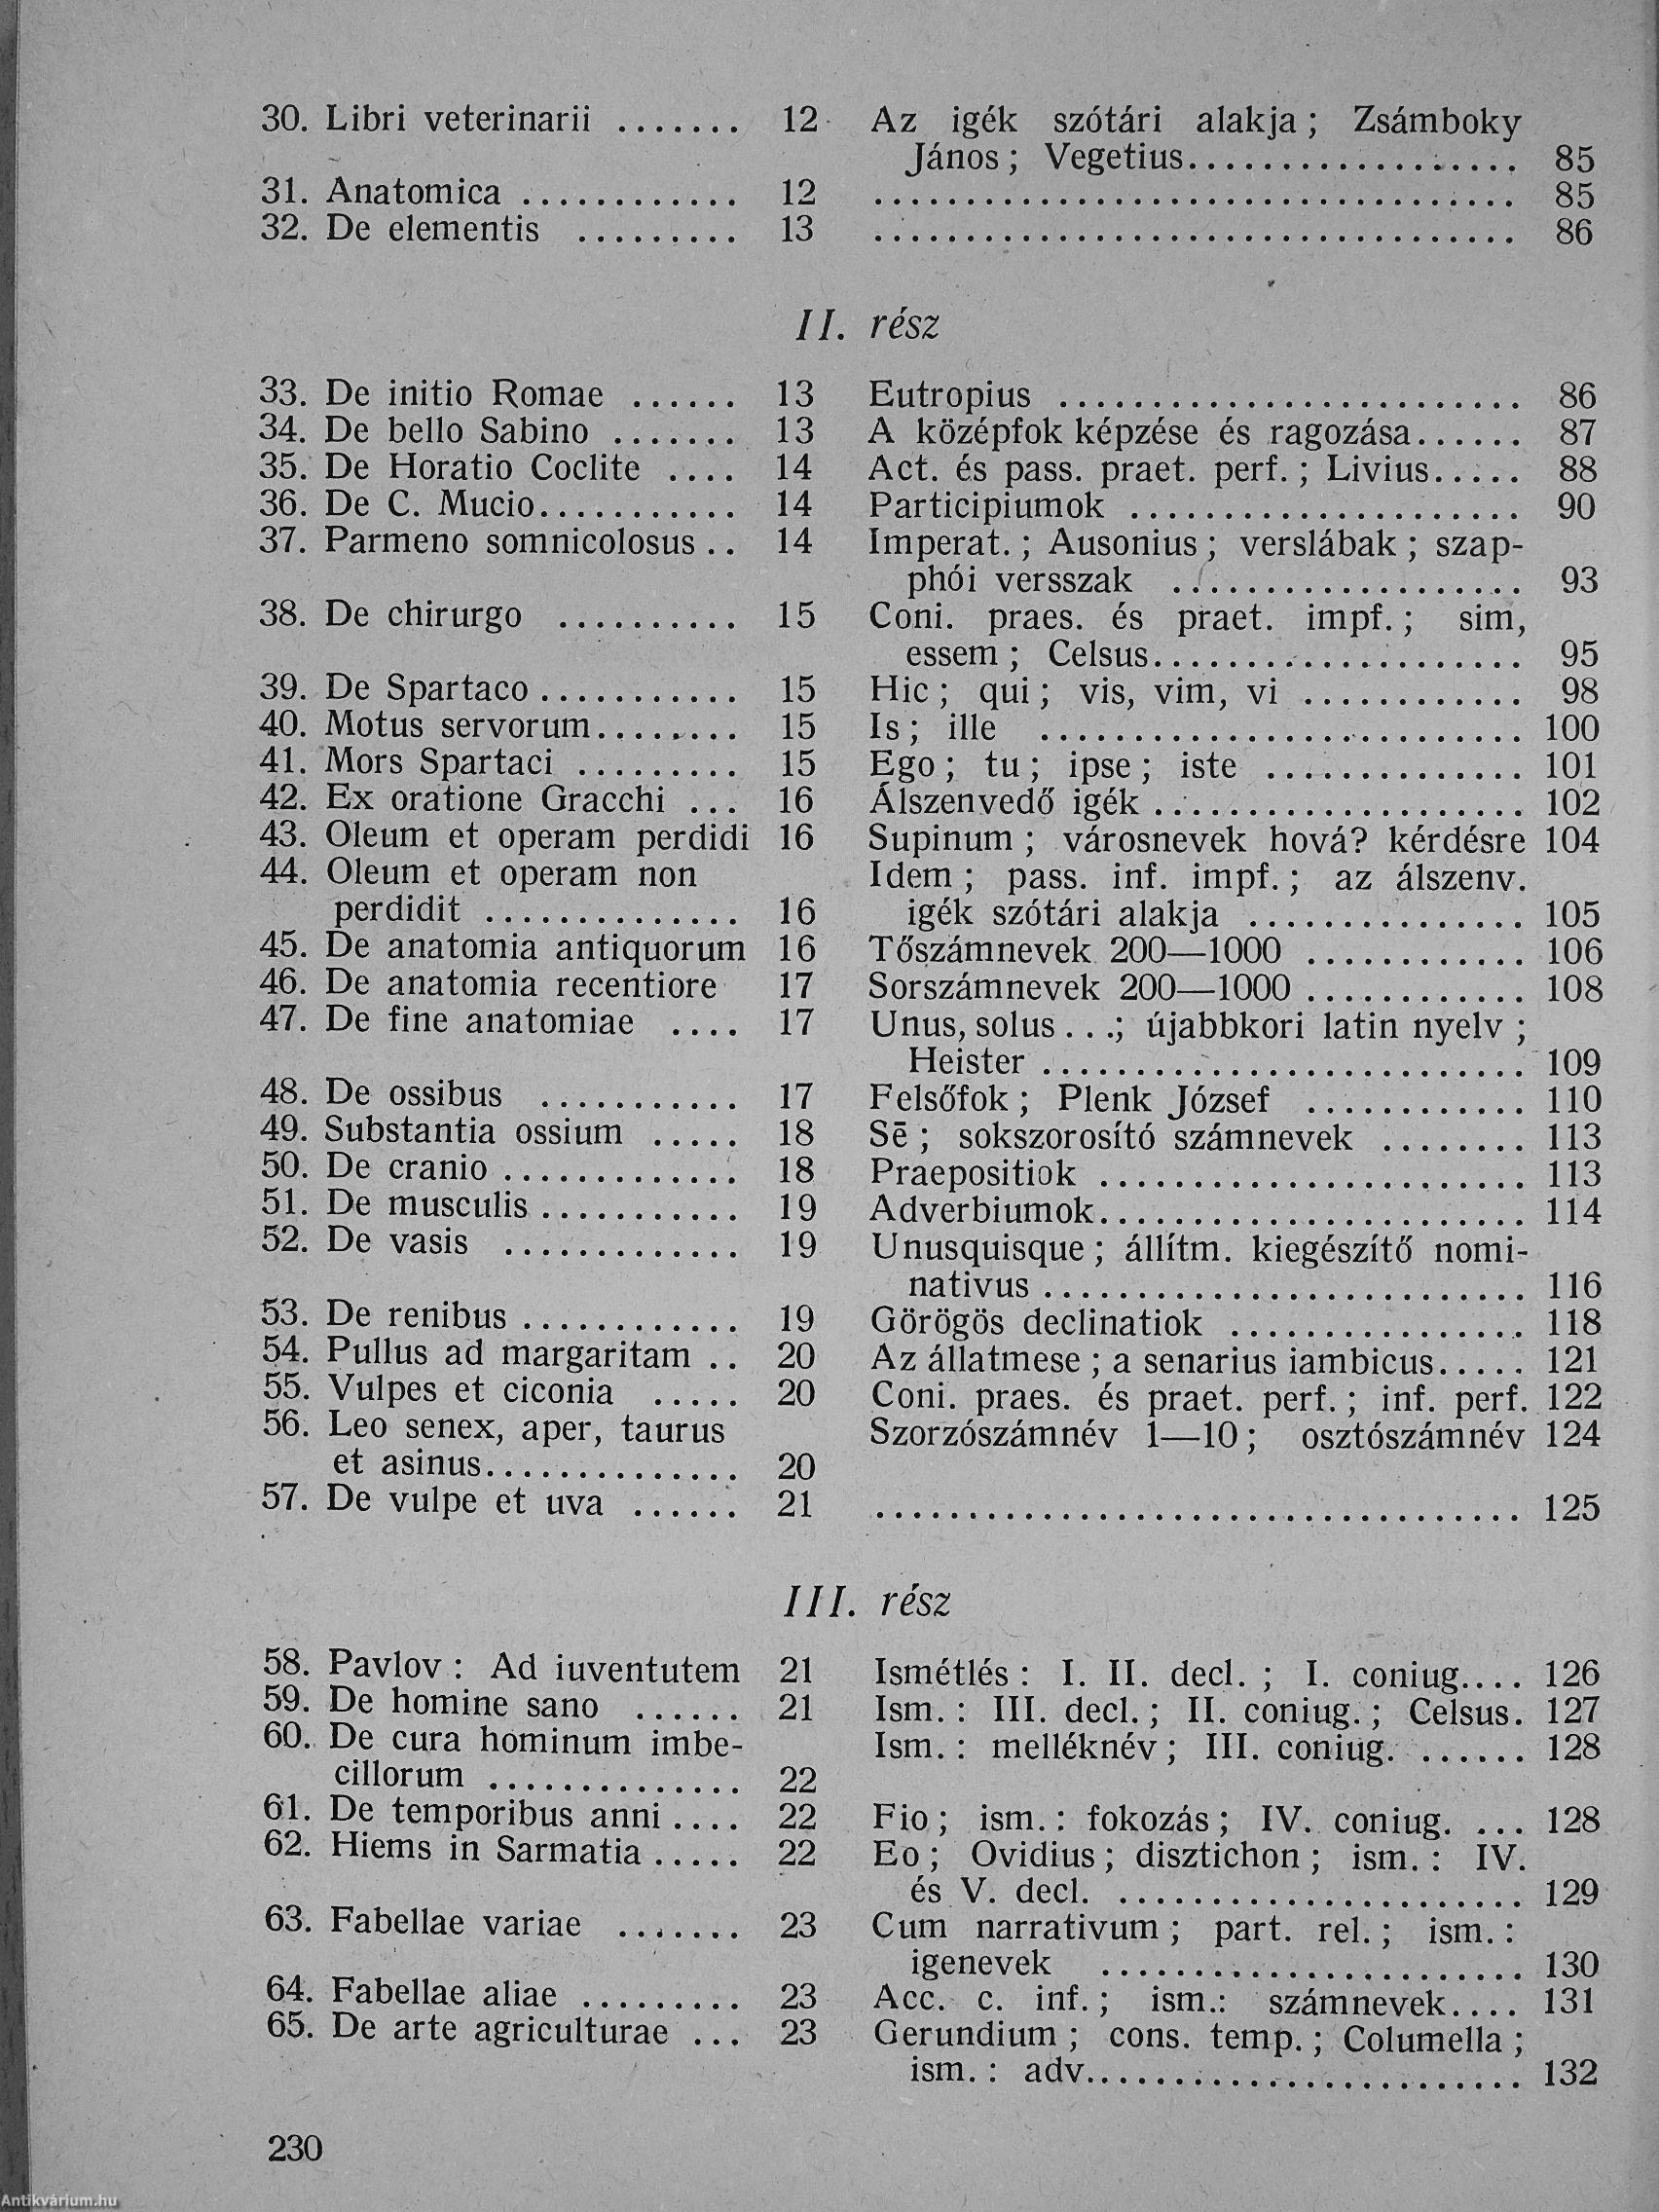 30. Libri veterinarii ....... 12 Az igék szótári alakja; Zsámboky
János; Vegetius.................. 85
31. Anatomica ............ 12 ................................... 85
32. De elementis ......... 13 ................................... 86
II. rész
33. De initio Romae ...... 13 Eutropius ......................... 86
34. De bello Sabino ....... 13 A középfok képzése és ragozása...... 87
35. De Horatio Coclite .... 14 Act. és pass. praet. perf.; Livius..... 88
36. De C. Mucio........... 14 Participiumok ..................... 90
37. Parmeno somnicolosus.. 14 Imperat.; Ausonius; verslábak; szap-
phói versszak ................... 93
38. De chirurgo .......... 15 Coni. praes. és praet. impf.; sim,
essem; Celsus.................... 95
39. De Spartaco ........... 15 Hic; qui; vis, vim, vi ............ 98
40. Motus servorum........ 15 Is; ille .......................... 100
41. Mors Spartaci ......... 15 Ego; tu; ipse; iste .............. 101
42. Ex oratione Gracchi ... 16 Álszenvedő igék .................... 102
43. Oleum et operam perdidi 16 Supinum; városnevek hová? kérdésre 104
44. Oleum et operam non Idem; pass. inf. impf.; az álszenv.
perdidit .............. 16 igék szótári alakja ............... 105
45. De anatomia antiquorum 16 Tőszámnevek 200—1000 ............ 106
46. De anatomia recentiore 17 Sorszámnevek 200—1000 ............ 108
47. De fine anatomiae .... 17 Unus, solus...; újabbkori latin nyelv;
Heister .......................... 109
48. De ossibus ........... 17 Felsőfok; Plenk József ............ 110
49. Substantia ossium ..... 18 Sē; sokszorosító számnevek ........ 113
50. De cranio ............. 18 Praepositiok ....................... 113
51. De musculis ........... 19 Adverbiumok....................... 114
52. De vasis ............. 19 Unusquisque; állítm. kiegészítő nomi-
nativus .......................... 116
53. De renibus ............ 19 Görögös declinatiok ................ 118
54. Pullus ad margaritam .. 20 Az állatmese; a senarius iambicus..... 121
55. Vulpes et ciconia ..... 20 Coni. praes. és praet. perf.; inf. perf. 122
56. Leo senex, aper, taurus Szorzószámnév 1—10; osztószámnév 124
et asinus.............. 20
57. De vulpe et uva ...... 21 ................................... 125
III. rész
58. Pavlov: Ad iuventutem 21 Ismétlés: I. II. decl.; I. coniug.... 126
59. De homine sano ...... 21 Ism.: III. decl.; II. coniug.; Celsus. 127
60. De cura hominum imbe- Ism.: melléknév; III. coniug. ...... 128
cillorum .............. 22
61. De temporibus anni .... 22 Fio; ism.: fokozás; IV. coniug. ... 128
62. Hiems in Sarmatia ..... 22 Eo; Ovidius; disztichon; ism.: IV.
és V. decl. ...................... 129
63. Fabellae variae ....... 23 Cum narrativum; part. rel.; ism.:
igenevek ....................... 130
64. Fabellae aliae ......... 23 Acc. c. inf.; ism.: számnevek.... 131
65. De arte agriculturae ... 23 Gerundium; cons. temp.; Columella;
ism.: adv........................ 132
230
Antikvárium.hu